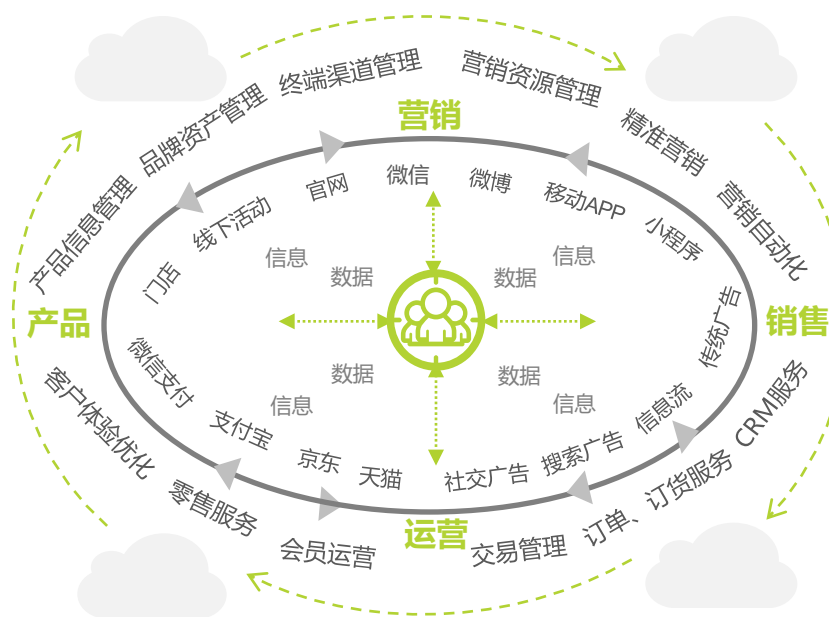 终端渠道管理
营销资源管理
品牌资产管理
营销
精准营销
产品信息管理
营销自动化
线下活动
官网
微信
微博
移动APP
小程序
门店
信息
数据
数据
信息
传统广告
产品
销售
微信支付
数据
数据
信息
信息
信息流
客户体验优化
支付宝
京东
天猫
社交广告
搜索广告
CRM服务
零售服务
会员运营
运营
交易管理
订单、订货服务